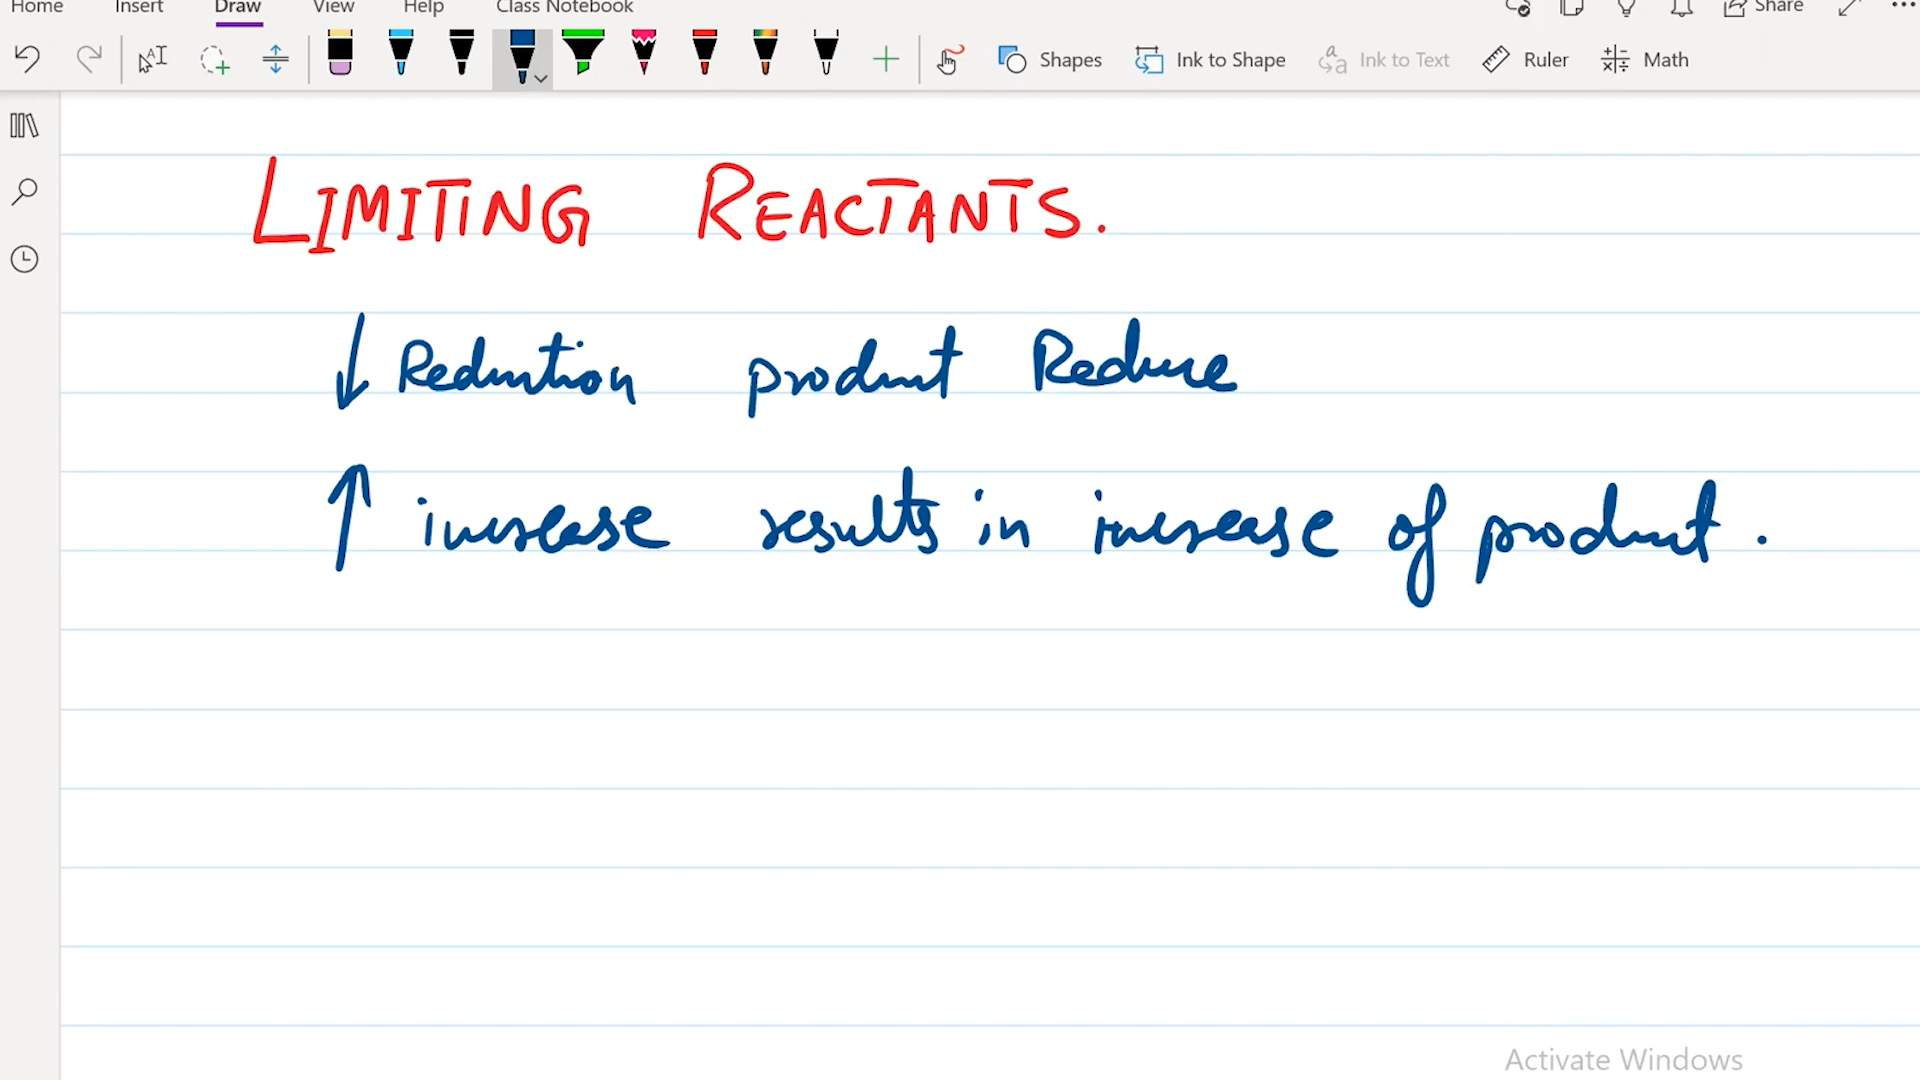 Home Insert Draw View Help Class Notebook Share
Shapes Ink to Shape Ink to Text Ruler Math
LIMITING REACTANTS.
↓ Reduction product Reduce
↑ increase results in increase of product.
Activate Windows